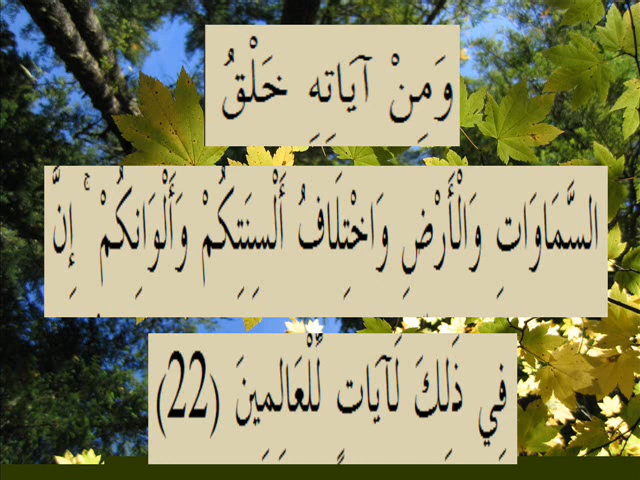 وَمِنْ آيَاتِهِ خَلْقُ
السَّمَاوَاتِ وَالْأَرْضِ وَاخْتِلَافُ أَلْسِنَتِكُمْ وَأَلْوَانِكُمْ ۚ إِنَّ
فِي ذَٰلِكَ لَآيَاتٍ لِّلْعَالِمِينَ (22)